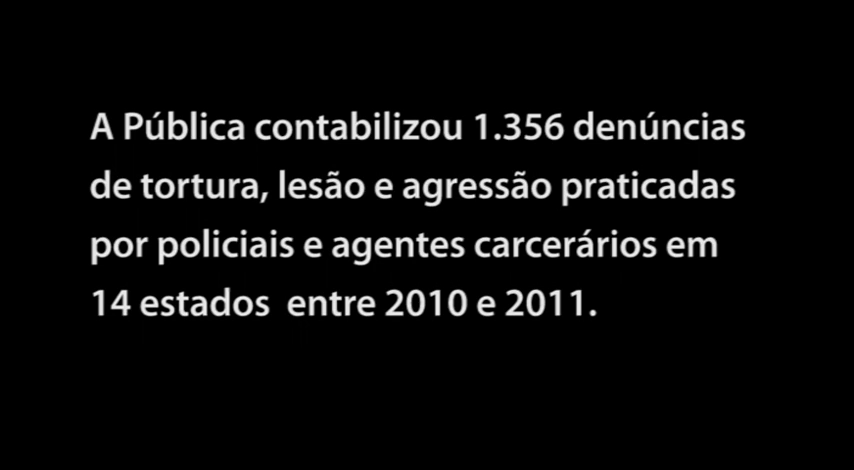 A Pública contabilizou 1.356 denúncias
de tortura, lesão e agressão praticadas
por policiais e agentes carcerários em
14 estados  entre 2010 e 2011.